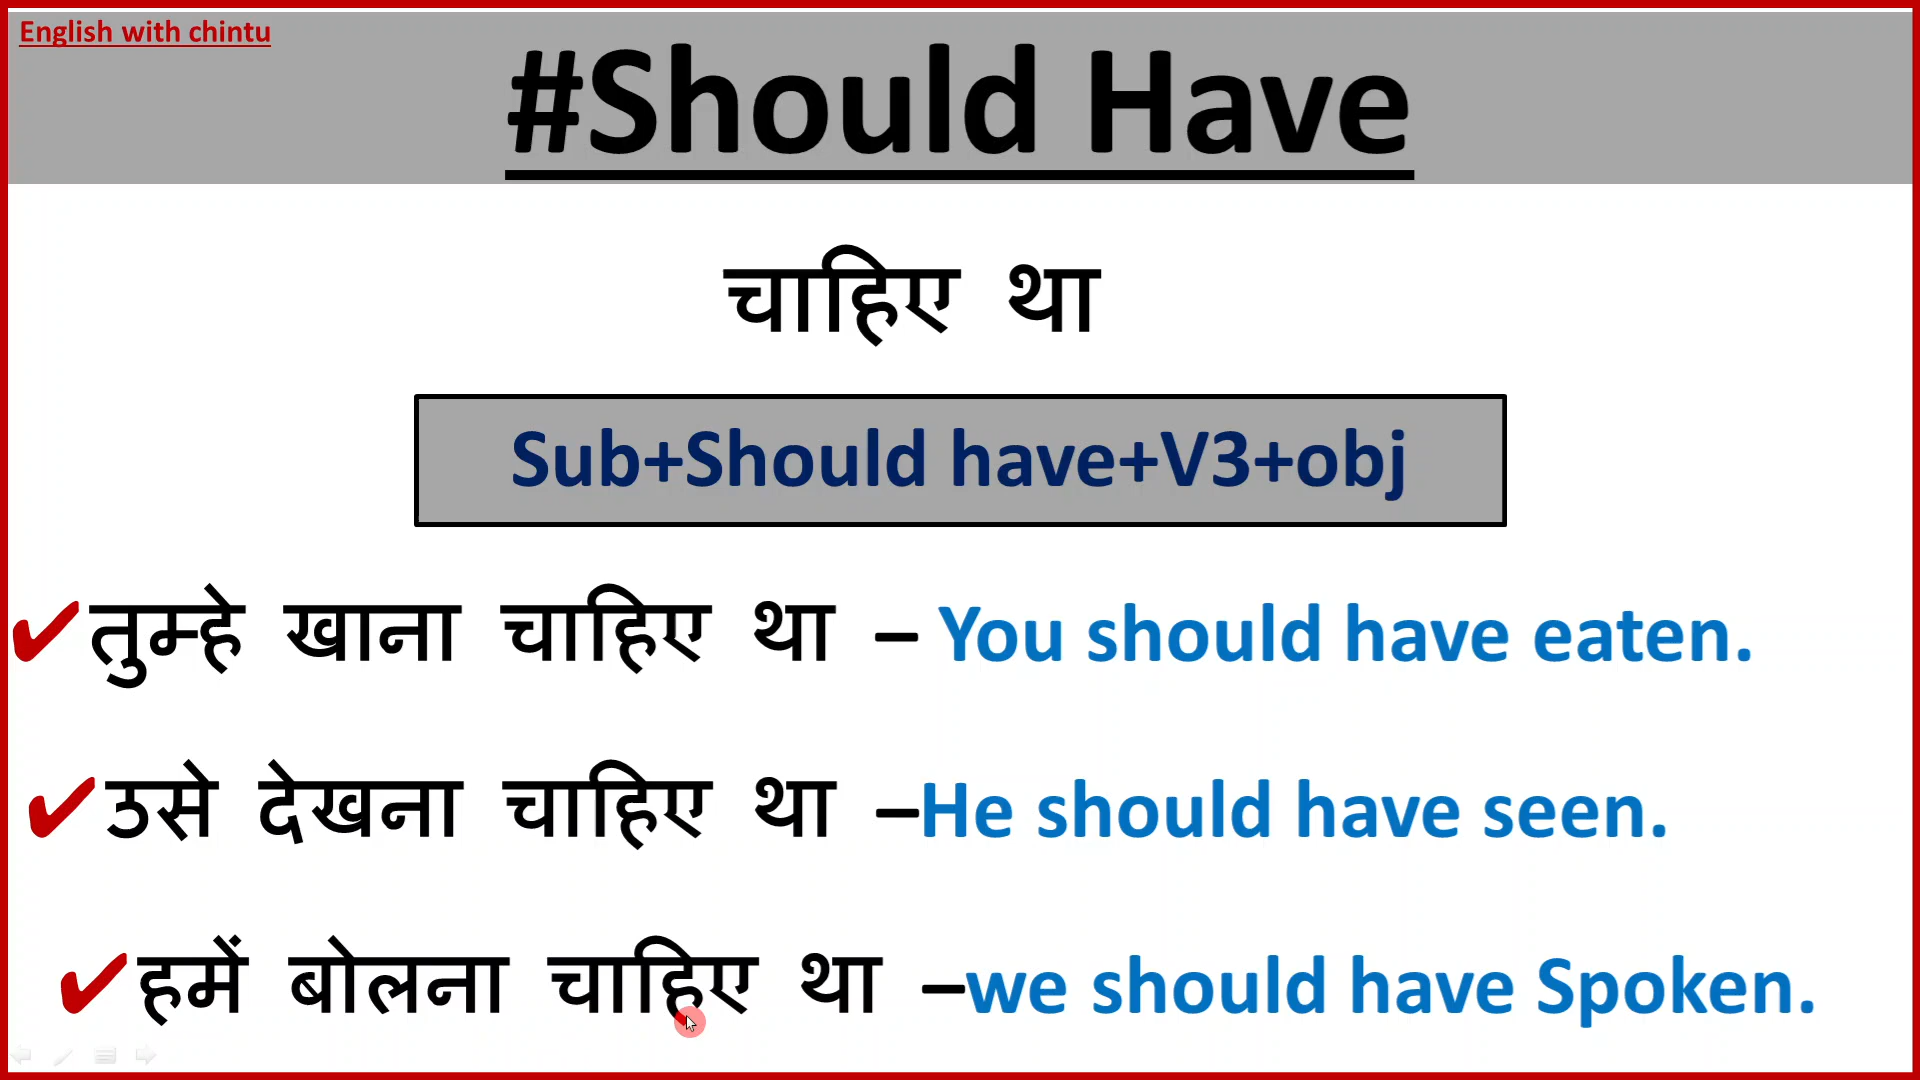 English with chintu
#Should Have
चाहिए था
Sub+Should have+V3+obj
✔तुम्हे खाना चाहिए था – You should have eaten.
✔उसे देखना चाहिए था –He should have seen.
✔हमें बोलना चाहिए था –we should have Spoken.